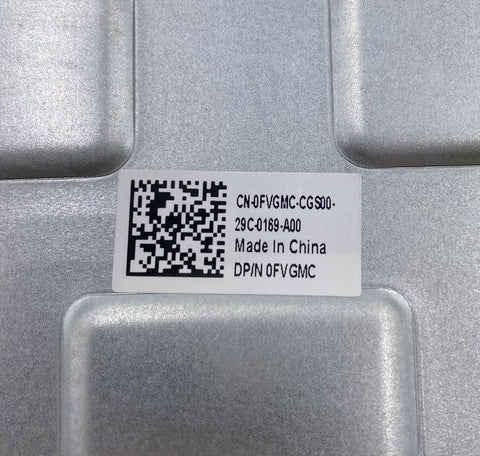 CN-0FVGMC-CGS00-
29C-0169-A00
Made In China
DP/N 0FVGMC